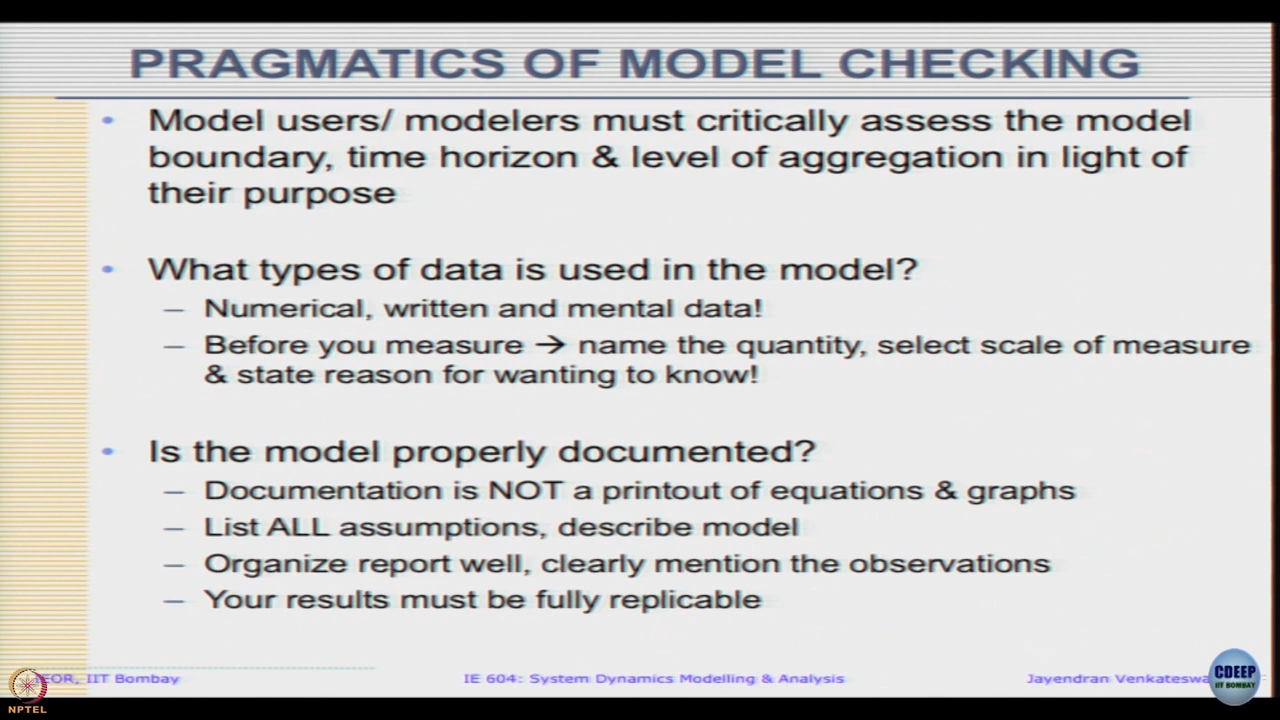 PRAGMATICS OF MODEL CHECKING
• Model users/ modelers must critically assess the model
boundary, time horizon & level of aggregation in light of
their purpose
• What types of data is used in the model?
– Numerical, written and mental data!
– Before you measure → name the quantity, select scale of measure
& state reason for wanting to know!
• Is the model properly documented?
– Documentation is NOT a printout of equations & graphs
– List ALL assumptions, describe model
– Organize report well, clearly mention the observations
– Your results must be fully replicable
IEOR, IIT Bombay IE 604: System Dynamics Modelling & Analysis Jayendran
CDEEP
IIT BOMBAY
NPTEL